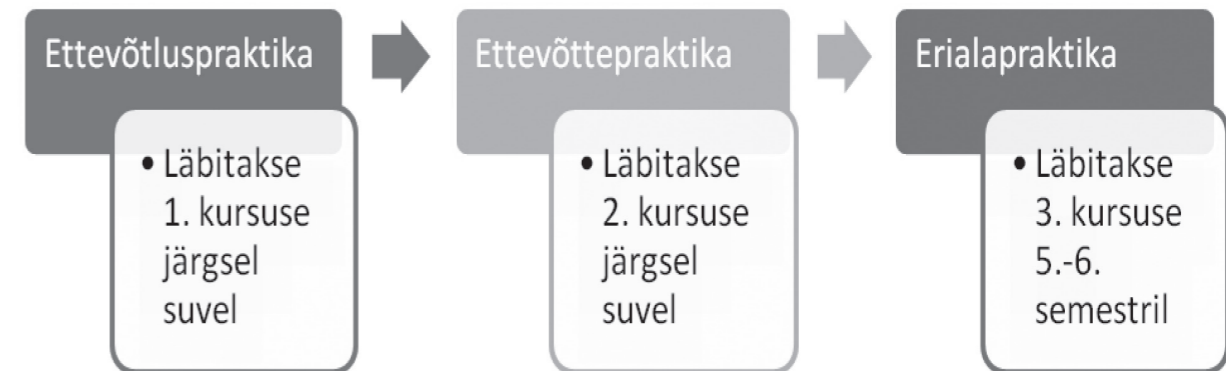 Ettevõtluspraktika
• Läbitakse
1. kursuse
järgsel
suvel
Ettevõttepraktika
• Läbitakse
2. kursuse
järgsel
suvel
Erialapraktika
• Läbitakse
3. kursuse
5.-6.
semestril